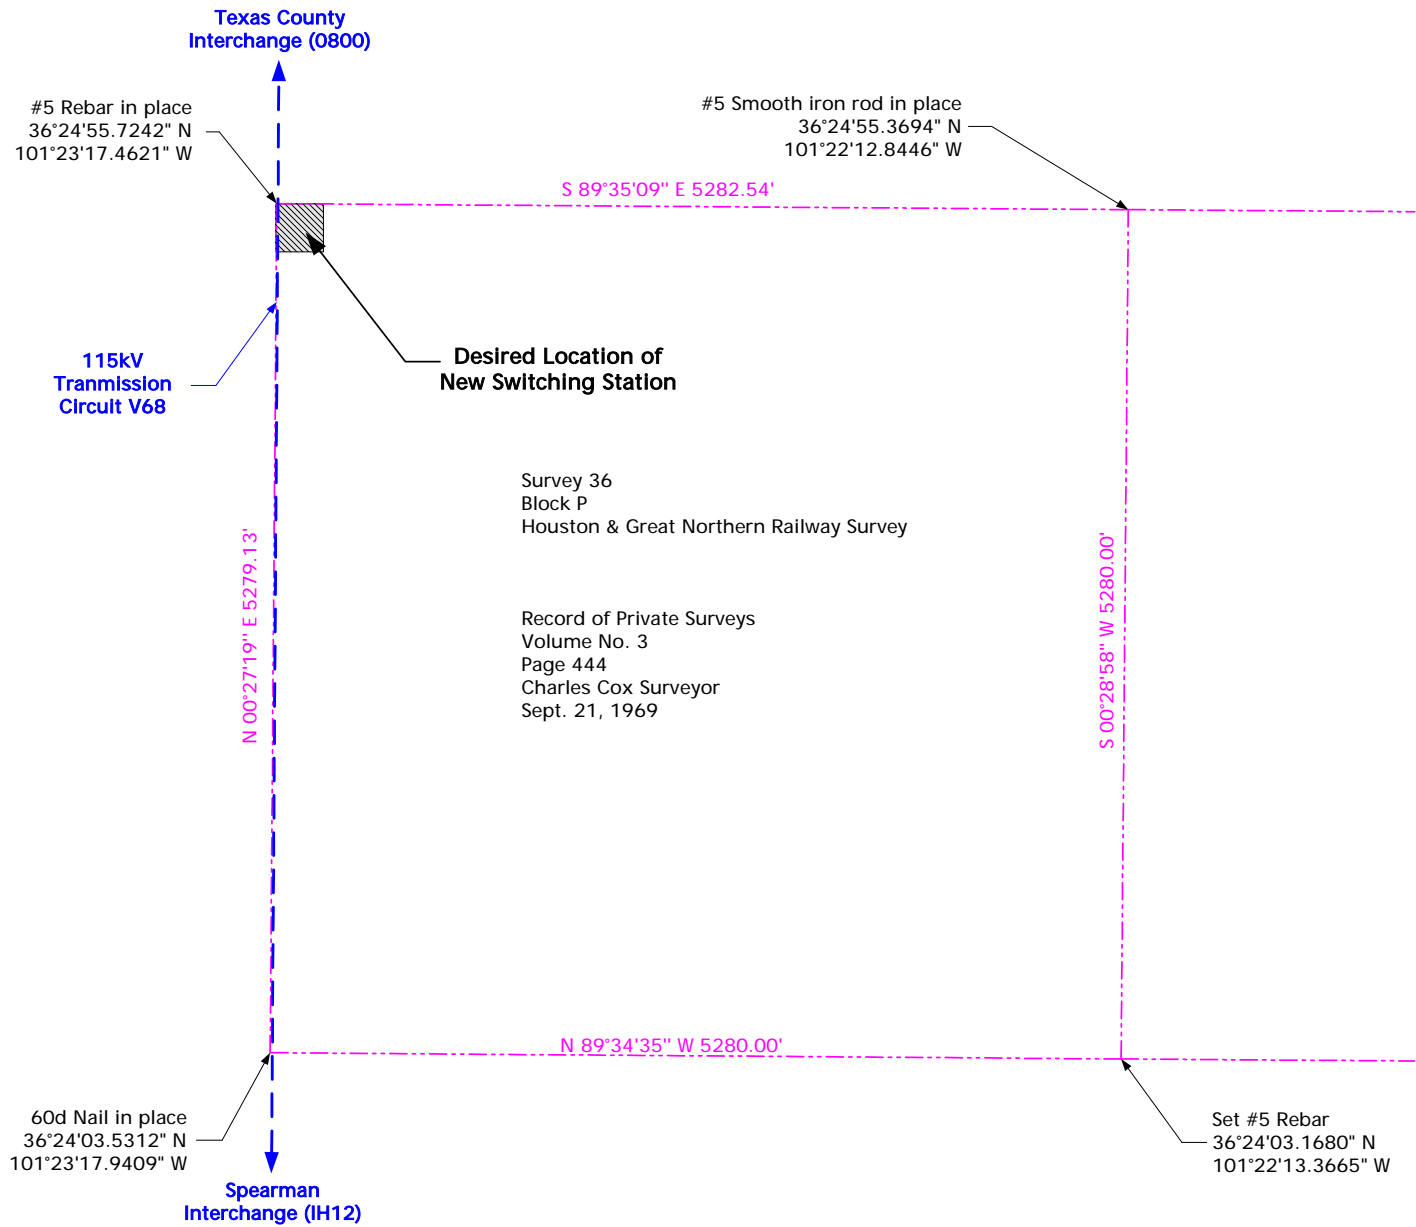 Texas County
Interchange (0800)
#5 Rebar in place
36°24'55.7242" N
101°23'17.4621" W
#5 Smooth iron rod in place
36°24'55.3694" N
101°22'12.8446" W
S 89°35'09" E 5282.54'
115kV
Tranmission
Circuit V68
Desired Location of
New Switching Station
Survey 36
Block P
Houston & Great Northern Railway Survey
N 00°27'19" E 5279.13'
S 00°28'58" W 5280.00'
Record of Private Surveys
Volume No. 3
Page 444
Charles Cox Surveyor
Sept. 21, 1969
N 89°34'35" W 5280.00'
60d Nail in place
36°24'03.5312" N
101°23'17.9409" W
Set #5 Rebar
36°24'03.1680" N
101°22'13.3665" W
Spearman
Interchange (IH12)